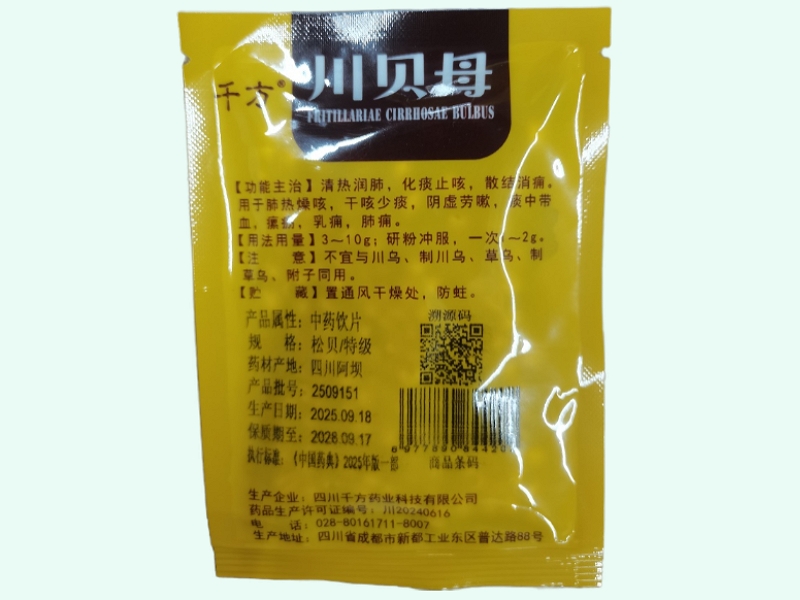 千方®
川贝母
FRITILLARIAE CIRRHOSAE BULBUS
【功能主治】清热润肺，化痰止咳，散结消痈。
用于肺热燥咳，干咳少痰，阴虚劳嗽，痰中带
血，瘰疬，乳痈，肺痈。
【用法用量】3～10g；研粉冲服，一次 ～2g。
【注 意】不宜与川乌、制川乌、草乌、制
草乌、附子同用。
【贮 藏】置通风干燥处，防蛀。
产品属性：中药饮片
规 格：松贝/特级
药材产地：四川阿坝
产品批号：2509151
生产日期：2025.09.18
保质期至：2028.09.17
执行标准：《中国药典》2025年版一部
溯源码
商品条码
生产企业：四川千方药业科技有限公司
药品生产许可证编号：川20240616
电 话：028-80161711-8007
生产地址：四川省成都市新都工业东区普达路88号